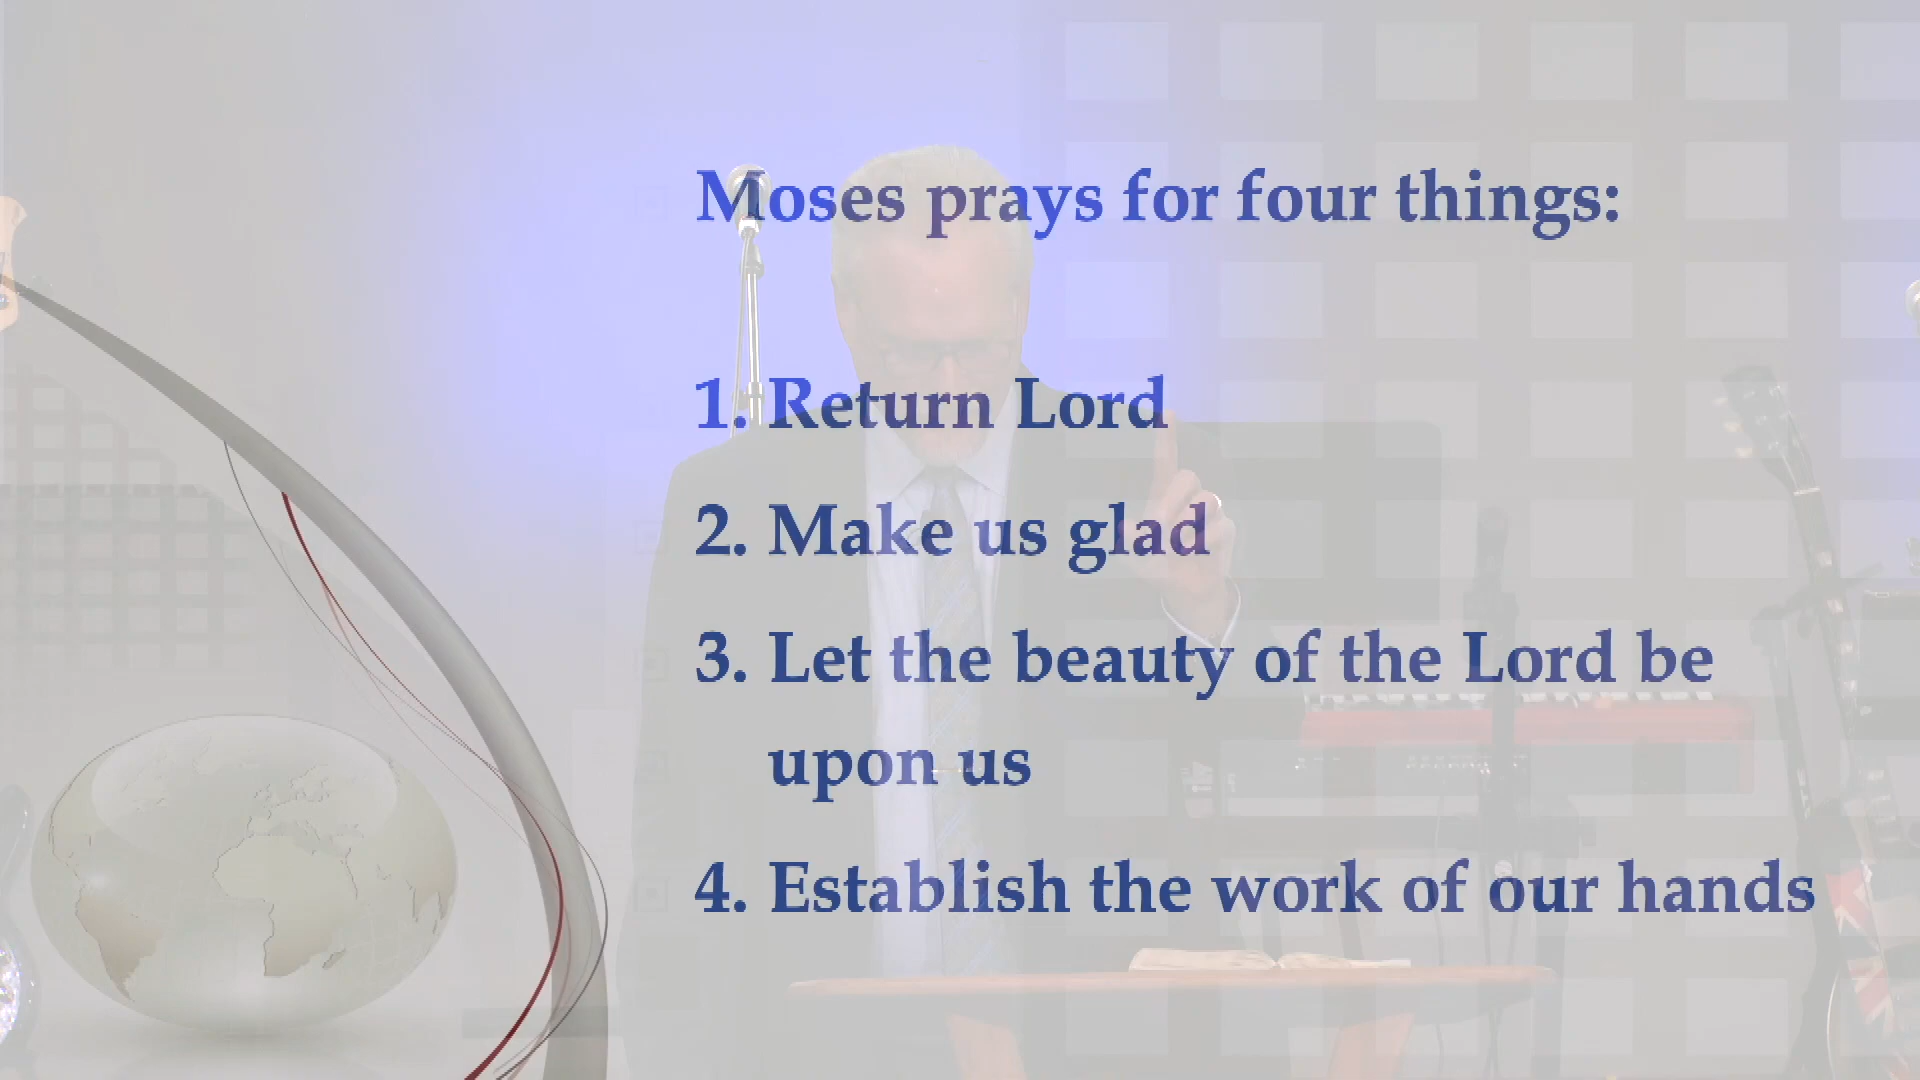 Moses prays for four things:
1. Return Lord
2. Make us glad
3. Let the beauty of the Lord be
upon us
4. Establish the work of our hands